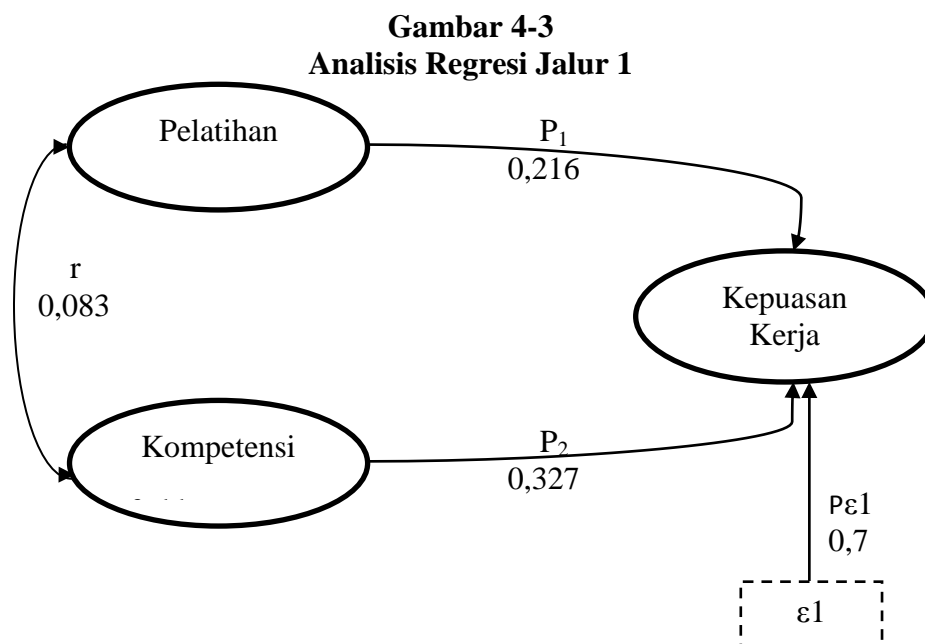 Gambar 4-3
Analisis Regresi Jalur 1
Pelatihan
P₁
0,216
r
0,083
Kepuasan
Kerja
Kompetensi
P₂
0,327
Pε1
0,7
ε1